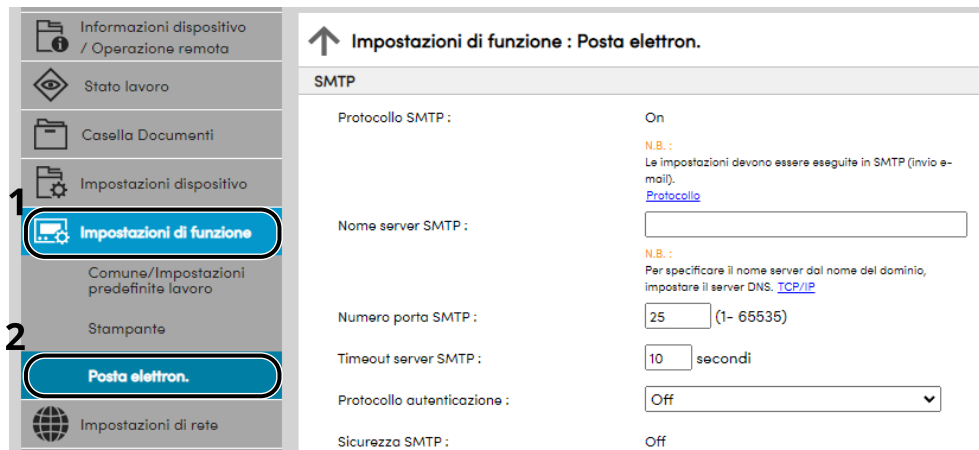 Informazioni dispositivo
/ Operazione remota
Stato lavoro
Casella Documenti
Impostazioni dispositivo
1
Impostazioni di funzione
Comune/Impostazioni
predefinite lavoro
Stampante
2
Posta elettron.
Impostazioni di rete
Impostazioni di funzione : Posta elettron.
SMTP
Protocollo SMTP :
On
N.B. :
Le impostazioni devono essere eseguite in SMTP (invio e-
mail).
Protocollo
Nome server SMTP :
N.B. :
Per specificare il nome server dal nome del dominio,
impostare il server DNS. TCP/IP
Numero porta SMTP :
25 (1- 65535)
Timeout server SMTP :
10 secondi
Protocollo autenticazione :
Off
Sicurezza SMTP :
Off